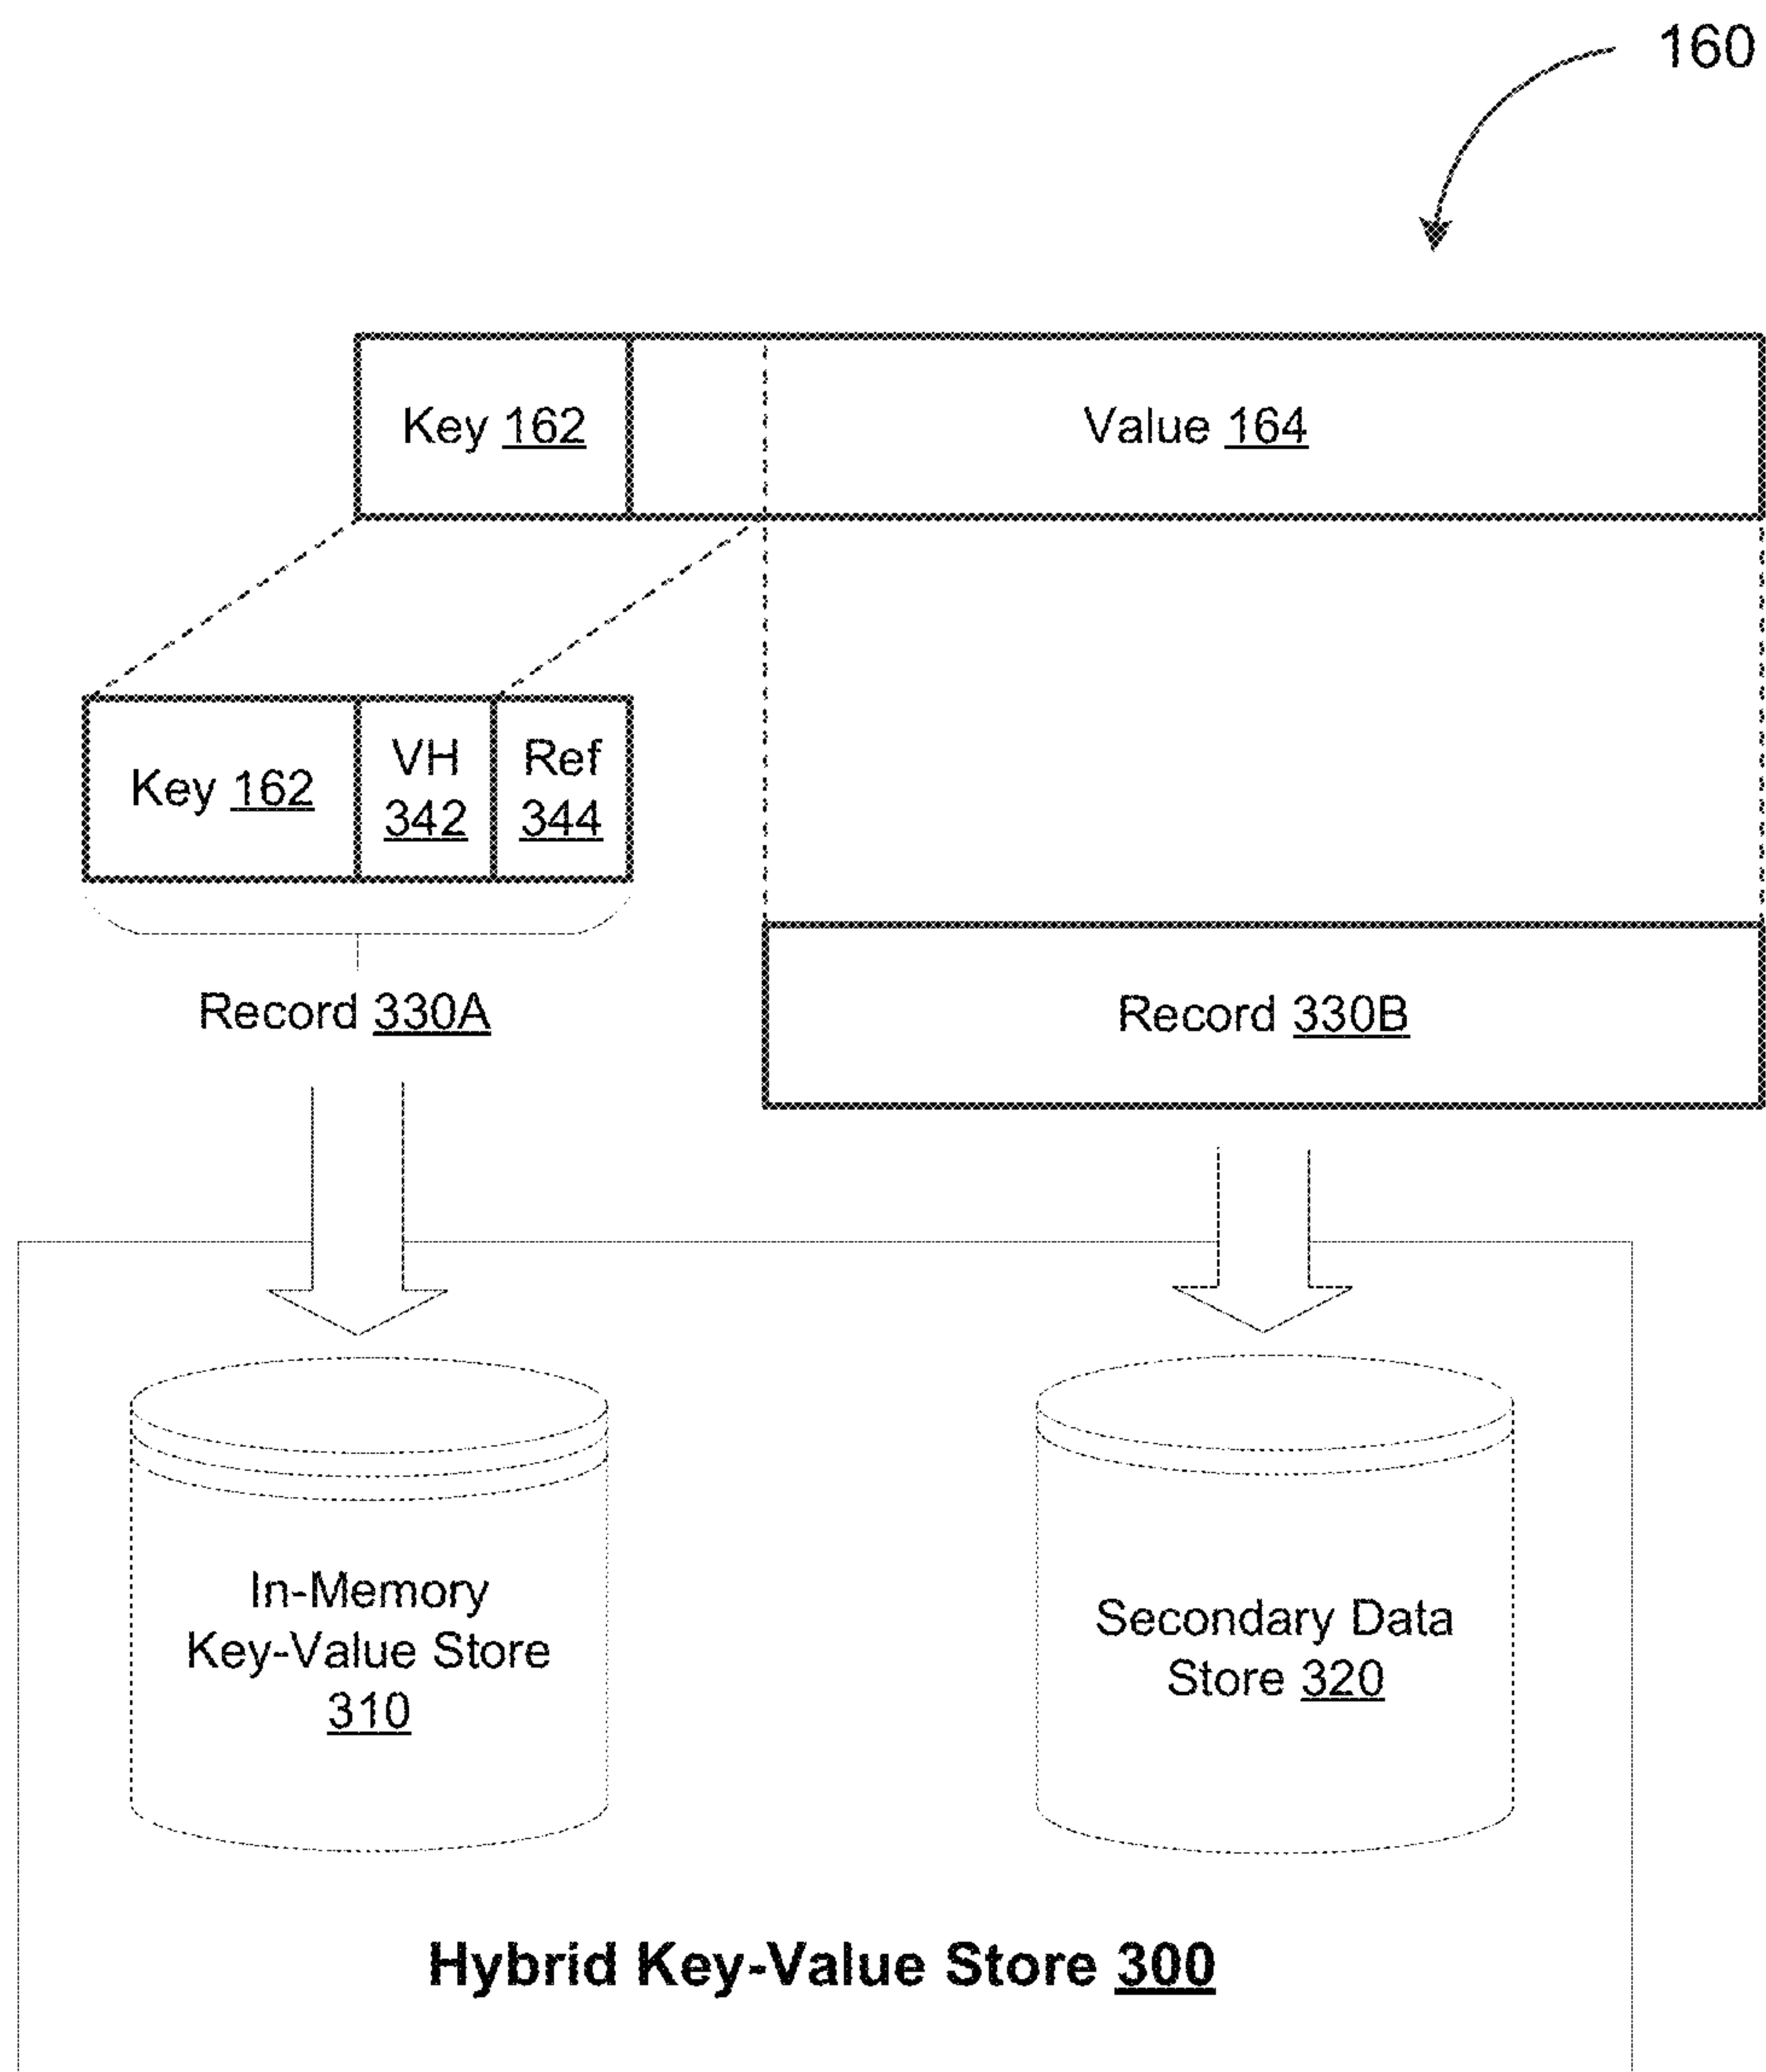 160
Key 162
Value 164
Key 162
VH
342
Ref
344
Record 330A
Record 330B
In-Memory
Key-Value Store
310
Secondary Data
Store 320
Hybrid Key-Value Store 300